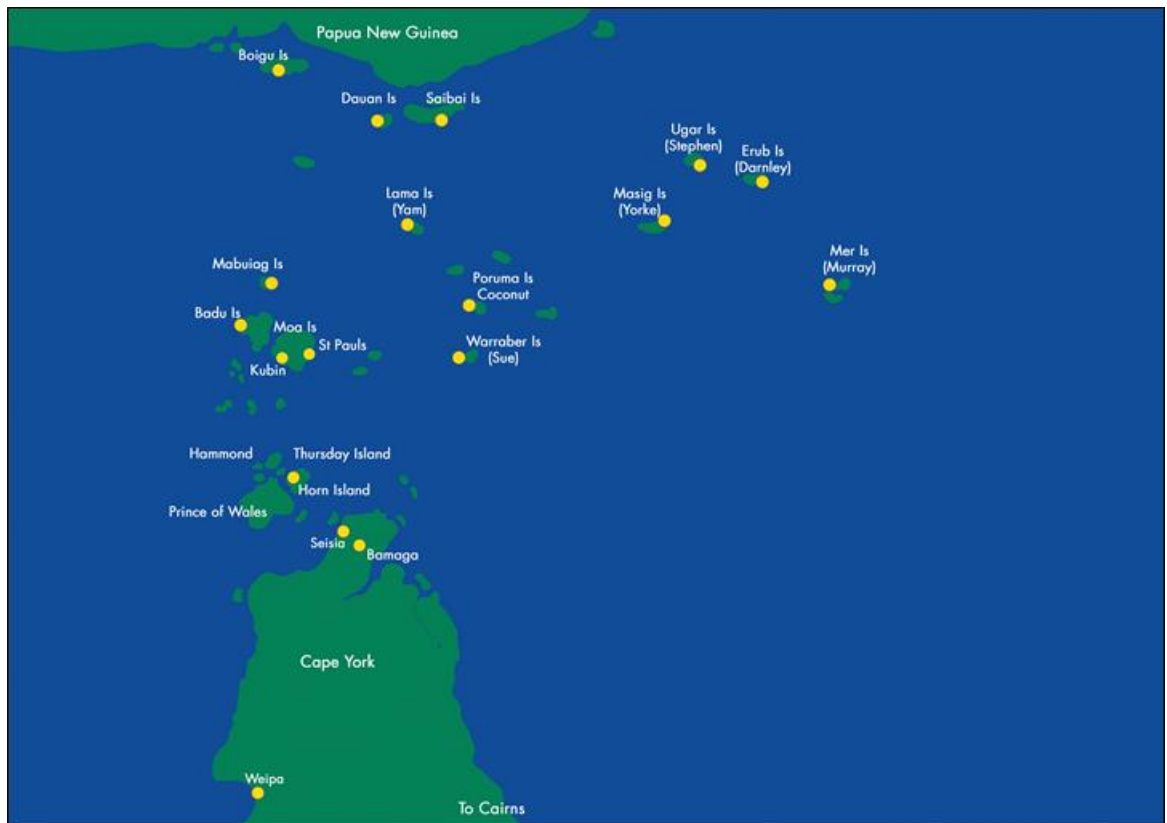 Papua New Guinea
Boigu Is
Dauan Is
Saibai Is
Ugar Is
(Stephen)
Erub Is
(Darnley)
Lama Is
(Yam)
Masig Is
(Yorke)
Mer Is
(Murray)
Mabuiag Is
Poruma Is
Coconut
Badu Is
Moa Is
St Pauls
Warraber Is
(Sue)
Kubin
Hammond
Thursday Island
Horn Island
Prince of Wales
Seisia
Bamaga
Cape York
Weipa
To Cairns